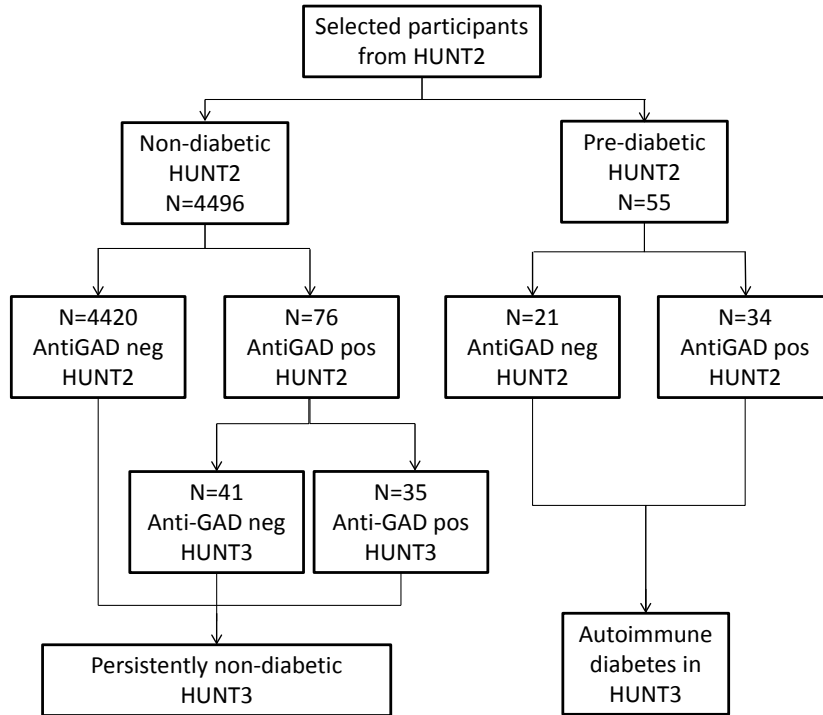 Selected participants
from HUNT2
Non-diabetic
HUNT2
N=4496
Pre-diabetic
HUNT2
N=55
N=4420
AntiGAD neg
HUNT2
N=76
AntiGAD pos
HUNT2
N=21
AntiGAD neg
HUNT2
N=34
AntiGAD pos
HUNT2
N=41
Anti-GAD neg
HUNT3
N=35
Anti-GAD pos
HUNT3
Persistently non-diabetic
HUNT3
Autoimmune
diabetes in
HUNT3